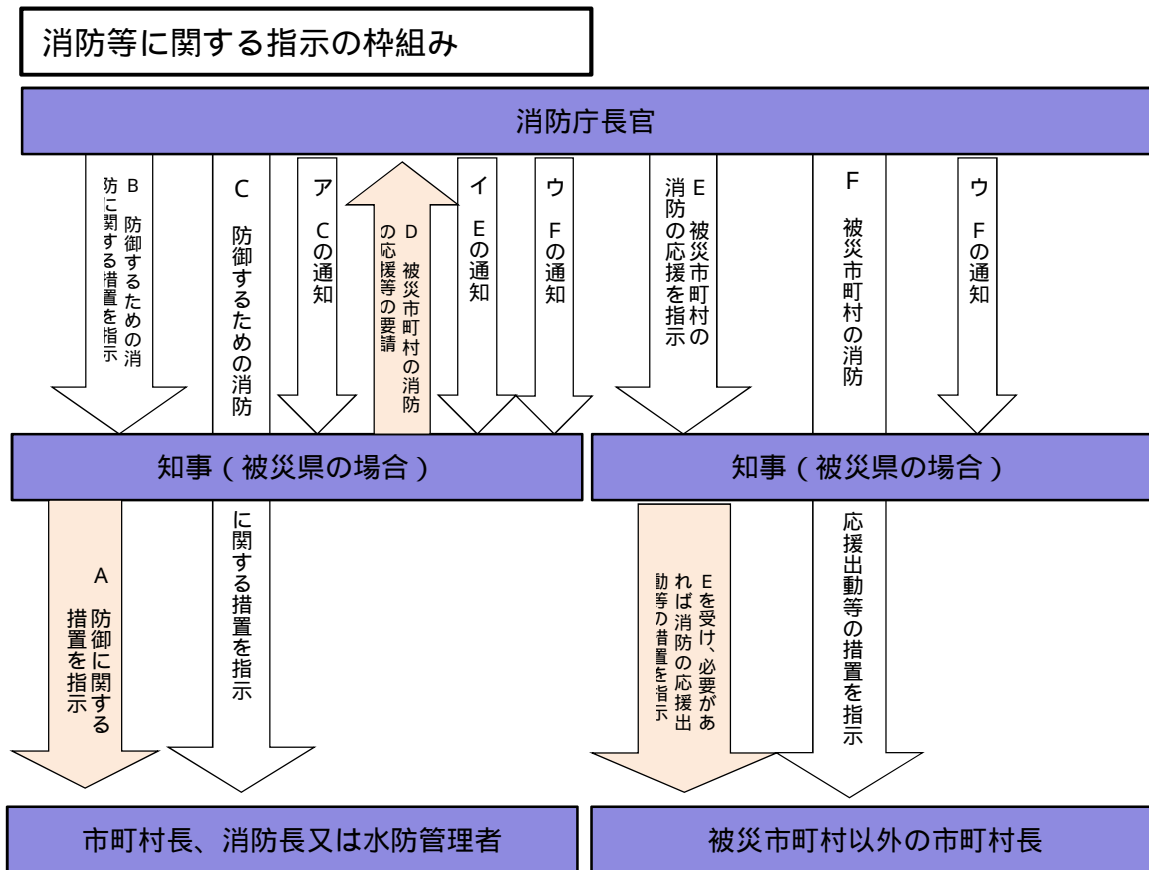 消防等に関する指示の枠組み
消防庁長官
B 防御するための消
防に関する措置を指示
C 防御するための消防
に関する措置を指示
ア Cの通知
D 被災市町村の消防
の応援等の要請
イ Eの通知
ウ Fの通知
E 被災市町村の
消防の応援を指示
F 被災市町村の消防
応援出動等の措置を指示
ウ Fの通知
知事(被災県の場合)
知事(被災県の場合)
A 防御に関する
措置を指示
Eを受け、必要があ
れば消防の応援出
動等の措置を指示
市町村長、消防長又は水防管理者
被災市町村以外の市町村長